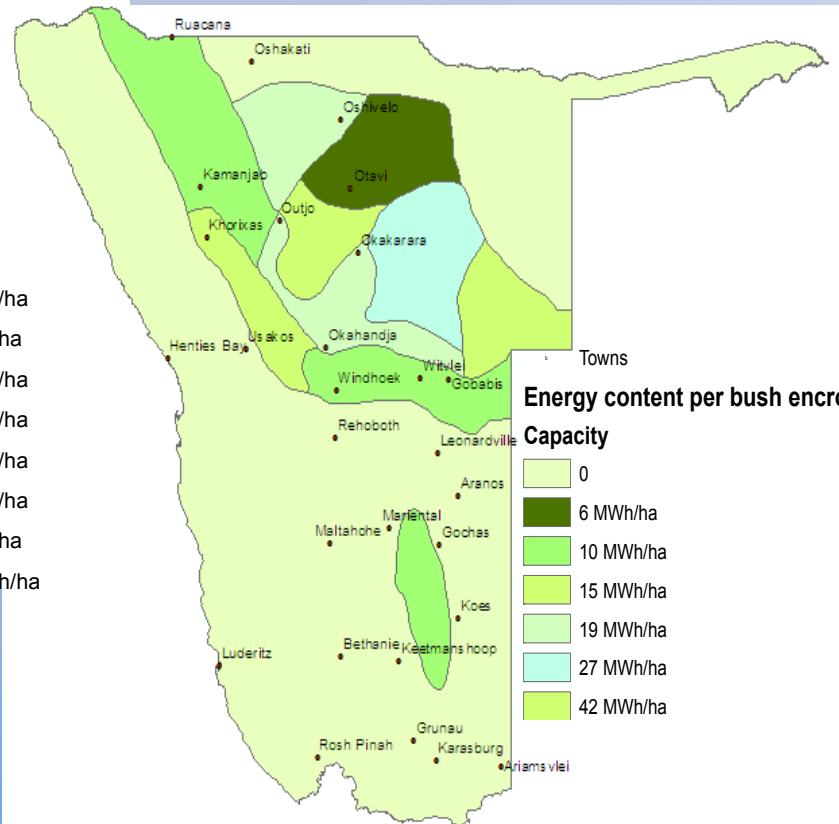 Ruacana
Oshakati
Oshivelo
Kamanjab
Otavi
Outjo
Khorixas
Okakarara
/ha
ha
/ha
/ha
/ha
/ha
ha
h/ha
Henties Bay
Usakos
Okahandja
Windhoek
Witvlei
Gobabis
Rehoboth
Leonardville
Aranos
Mariental
Maltahohe
Gochas
Koes
Bethanie
Keetmanshoop
Luderitz
Grunau
Rosh Pinah
Karasburg
Ariamsvlei
Towns
Energy content per bush encro
Capacity
0
6 MWh/ha
10 MWh/ha
15 MWh/ha
19 MWh/ha
27 MWh/ha
42 MWh/ha